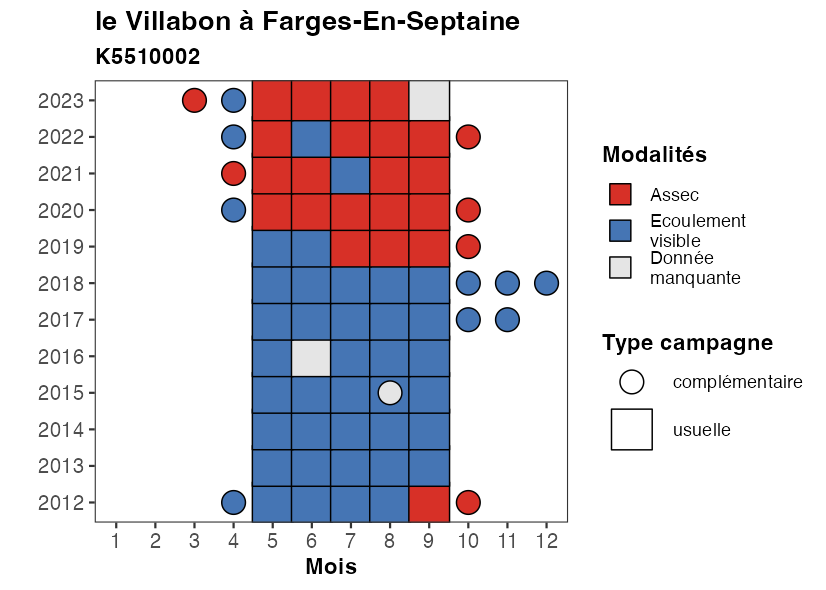 le Villabon à Farges-En-Septaine
K5510002
2023
2022
2021
2020
2019
2018
2017
2016
2015
2014
2013
2012
1 2 3 4 5 6 7 8 9 10 11 12
Mois
Modalités
Assec
Ecoulement
visible
Donnée
manquante
Type campagne
complémentaire
usuelle